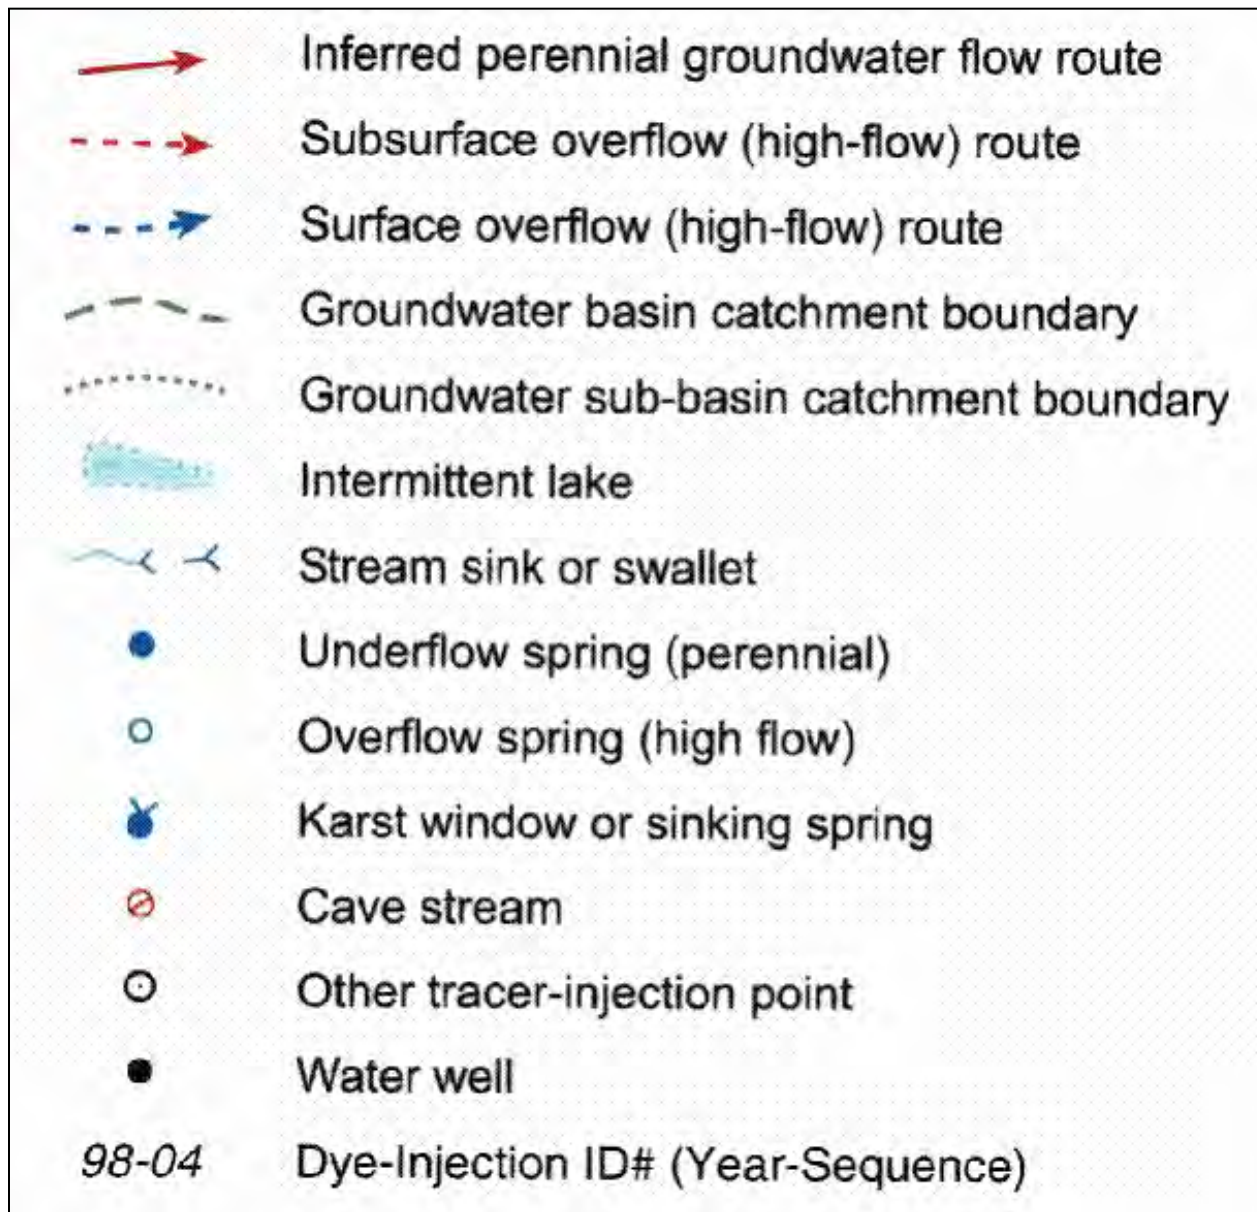 Inferred perennial groundwater flow route
Subsurface overflow (high-flow) route
Surface overflow (high-flow) route
Groundwater basin catchment boundary
Groundwater sub-basin catchment boundary
Intermittent lake
Stream sink or swallet
Underflow spring (perennial)
Overflow spring (high flow)
Karst window or sinking spring
Cave stream
Other tracer-injection point
Water well
98-04 Dye-Injection ID# (Year-Sequence)